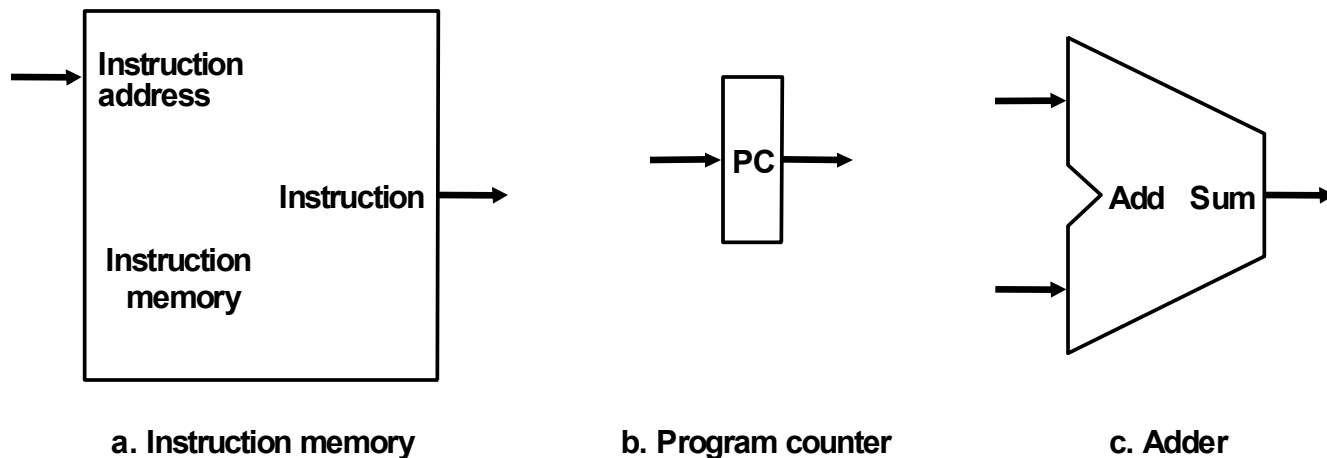 Instruction
address
Instruction
Instruction
memory
PC
Add Sum
a. Instruction memory
b. Program counter
c. Adder